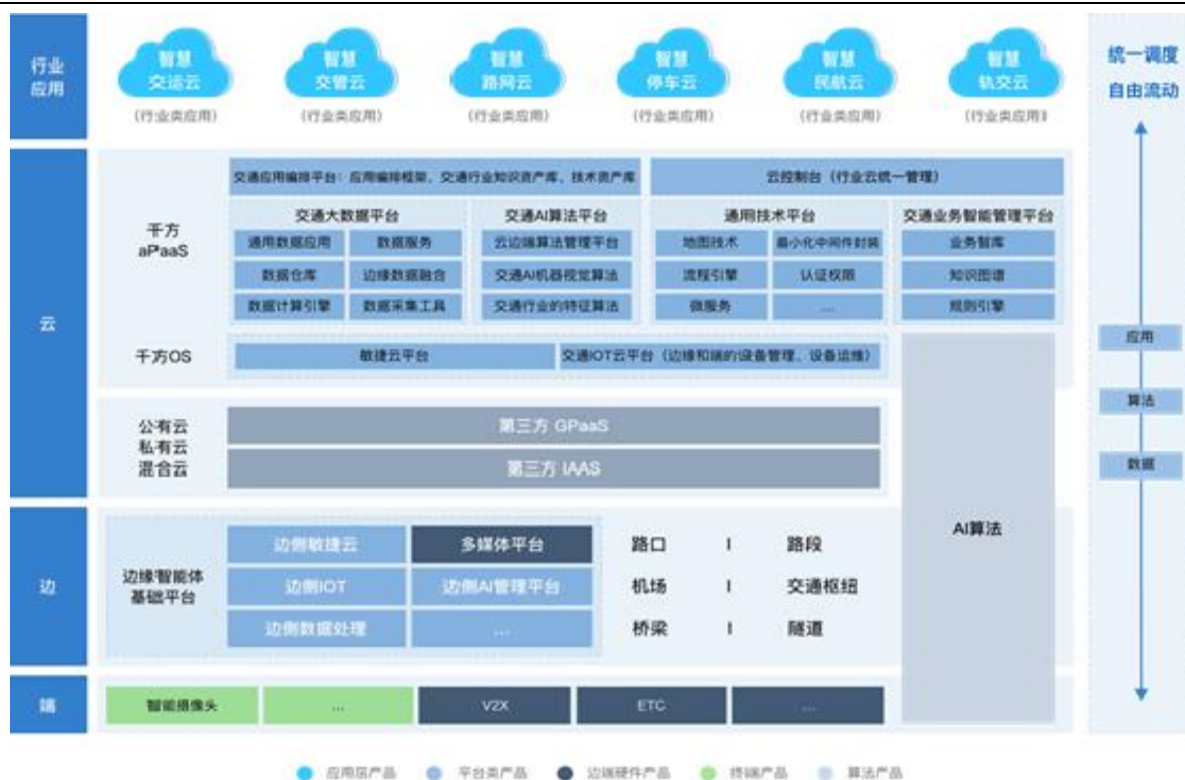 行业
应用
智慧
交运云
(行业类应用)
智慧
交管云
(行业类应用)
智慧
路网云
(行业类应用)
智慧
停车云
(行业类应用)
智慧
民航云
(行业类应用)
智慧
轨交云
(行业类应用)
统一调度
自由流动
云
千方
aPaaS
交通应用编排平台：应用编排框架、交通行业知识资产库、技术资产库
云控制台（行业云统一管理）
交通大数据平台
通用数据应用
数据服务
数据仓库
边缘数据融合
数据计算引擎
数据采集工具
交通AI算法平台
云边端算法管理平台
交通AI机器视觉算法
交通行业的特征算法
通用技术平台
地图技术
最小化中间件封装
流程引擎
认证权限
微服务
...
交通业务智能管理平台
业务智库
知识图谱
规则引擎
千方OS
敏捷云平台
交通IOT云平台（边缘和端的设备管理、设备运维）
公有云
私有云
混合云
第三方 GPaaS
第三方 IAAS
应用
算法
数据
边
边缘智能体
基础平台
边侧敏捷云
多媒体平台
边侧IOT
边侧AI管理平台
边侧数据处理
...
路口 I 路段
机场 I 交通枢纽
桥梁 I 隧道
AI算法
端
智能摄像头
...
V2X
ETC
...
应用层产品
平台类产品
边端硬件产品
终端产品
算法产品